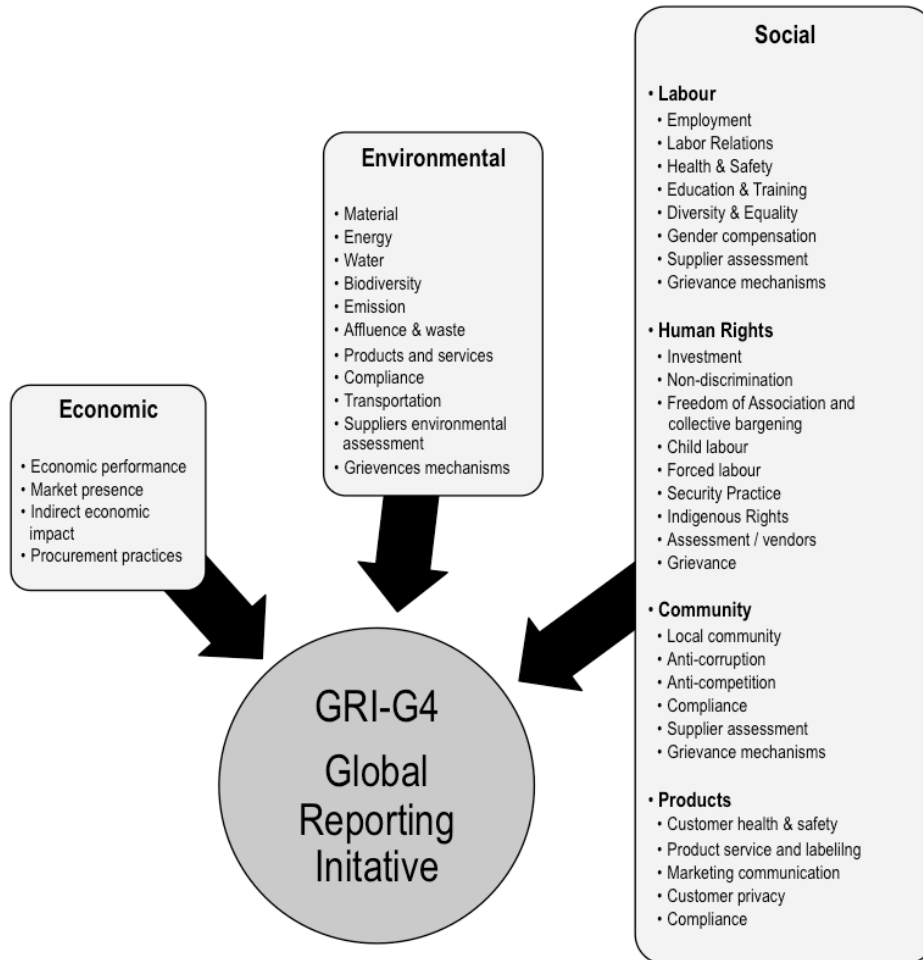 Economic
• Economic performance
• Market presence
• Indirect economic
impact
• Procurement practices
Environmental
• Material
• Energy
• Water
• Biodiversity
• Emission
• Affluence & waste
• Products and services
• Compliance
• Transportation
• Suppliers environmental
assessment
• Grievences mechanisms
Social
• Labour
• Employment
• Labor Relations
• Health & Safety
• Education & Training
• Diversity & Equality
• Gender compensation
• Supplier assessment
• Grievance mechanisms
• Human Rights
• Investment
• Non-discrimination
• Freedom of Association and
collective bargening
• Child labour
• Forced labour
• Security Practice
• Indigenous Rights
• Assessment / vendors
• Grievance
• Community
• Local community
• Anti-corruption
• Anti-competition
• Compliance
• Supplier assessment
• Grievance mechanisms
• Products
• Customer health & safety
• Product service and labelilng
• Marketing communication
• Customer privacy
• Compliance
GRI-G4
Global
Reporting
Initative